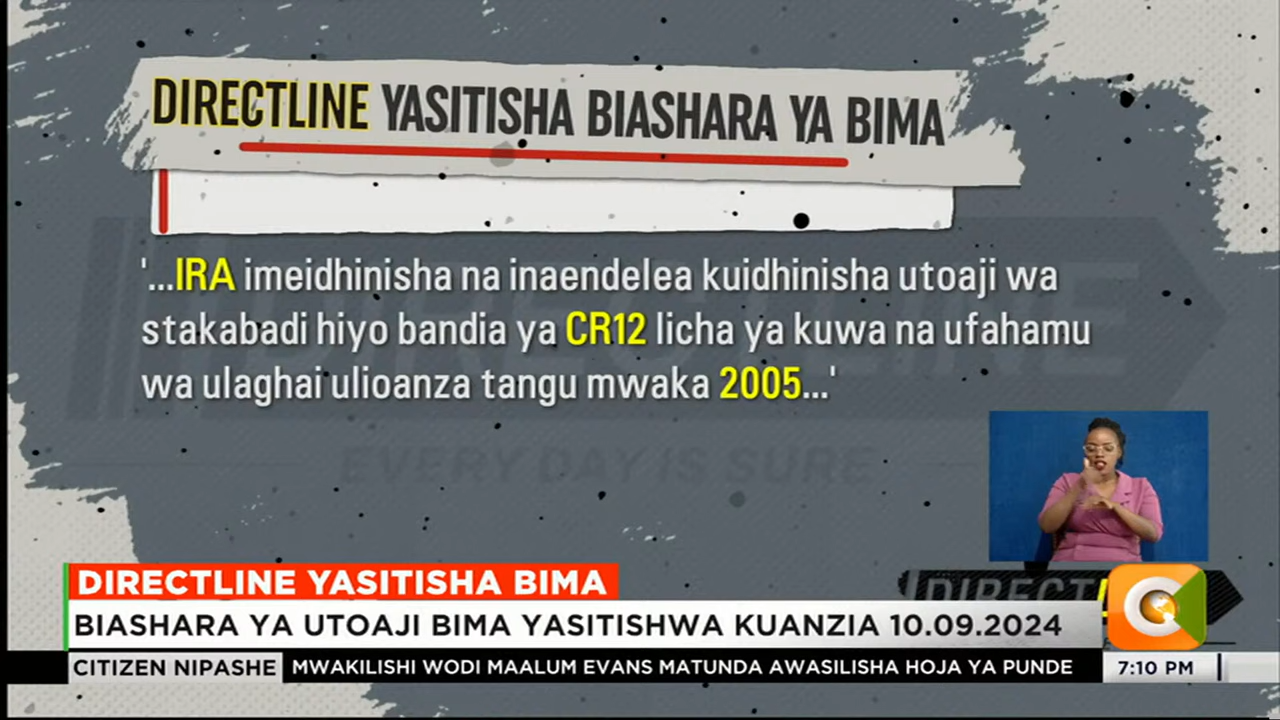 DIRECTLINE YASITISHA BIASHARA YA BIMA
'...IRA imeidhinisha na inaendelea kuidhinisha utoaji wa
stakabadi hiyo bandia ya CR12 licha ya kuwa na ufahamu
wa ulaghai ulioanza tangu mwaka 2005...'
DIRECTLINE
EVERY DAY IS SURE
DIRECTLINE YASITISHA BIMA
DIRECTL
BIASHARA YA UTOAJI BIMA YASITISHWA KUANZIA 10.09.2024
CITIZEN NIPASHE MWAKILISHI WODI MAALUM EVANS MATUNDA AWASILISHA HOJA YA PUNDE 7:10 PM